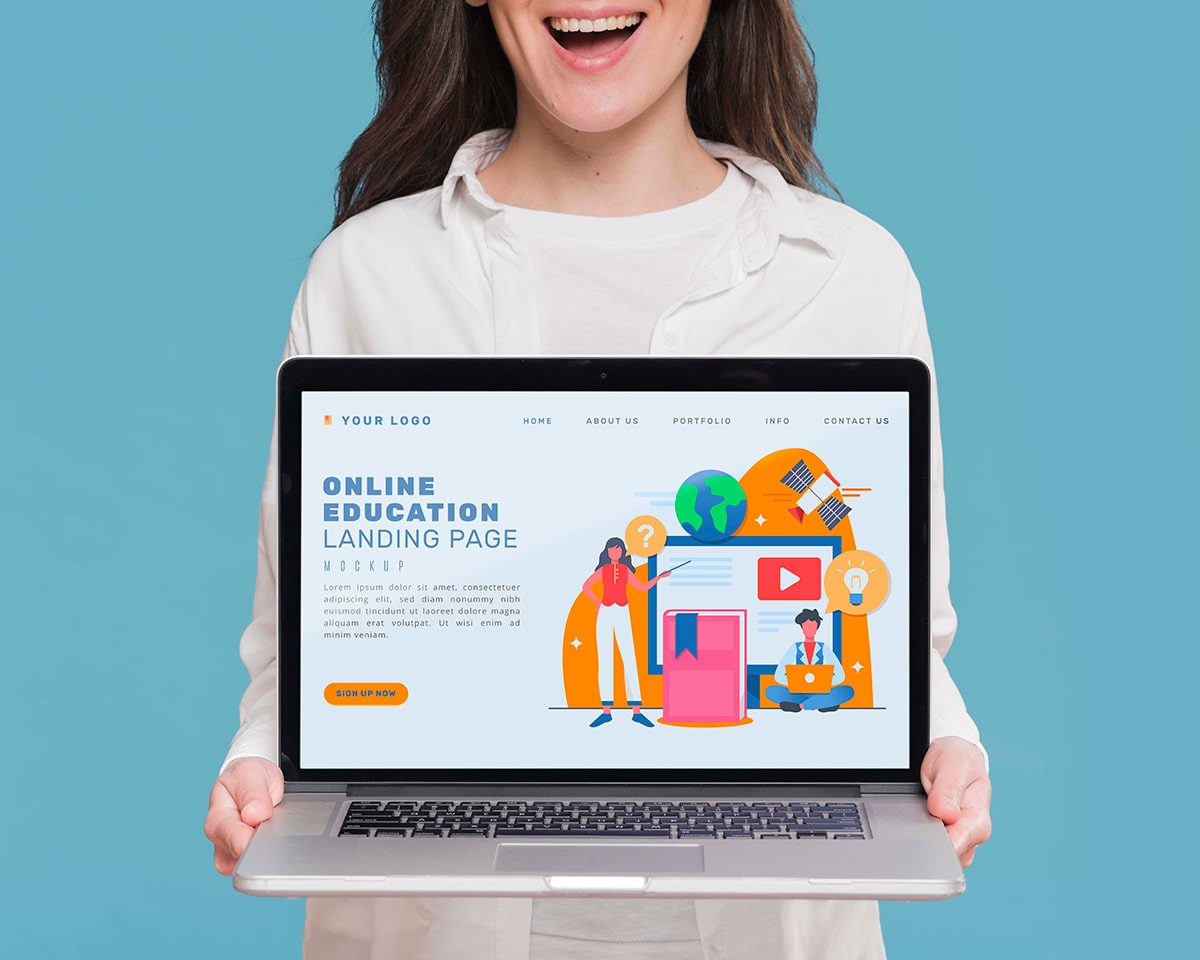 YOUR LOGO
HOME ABOUT US PORTFOLIO INFO CONTACT US
ONLINE
EDUCATION
LANDING PAGE
MOCKUP
Lorem ipsum dolor sit amet, consectetuer
adipiscing elit, sed diam nonummy nibh
euismod tincidunt ut laoreet dolore magna
aliquam erat volutpat. Ut wisi enim ad
minim veniam.
SIGN UP NOW
?